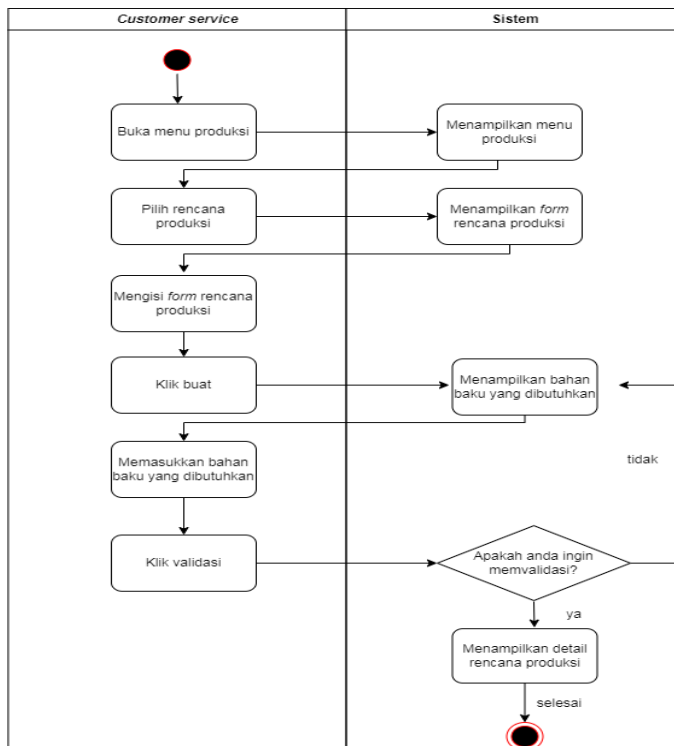 Customer service
Sistem
Buka menu produksi
Menampilkan menu
produksi
Pilih rencana
produksi
Menampilkan form
rencana produksi
Mengisi form rencana
produksi
Klik buat
Menampilkan bahan
baku yang dibutuhkan
tidak
Memasukkan bahan
baku yang dibutuhkan
Klik validasi
Apakah anda ingin
memvalidasi?
ya
Menampilkan detail
rencana produksi
selesai